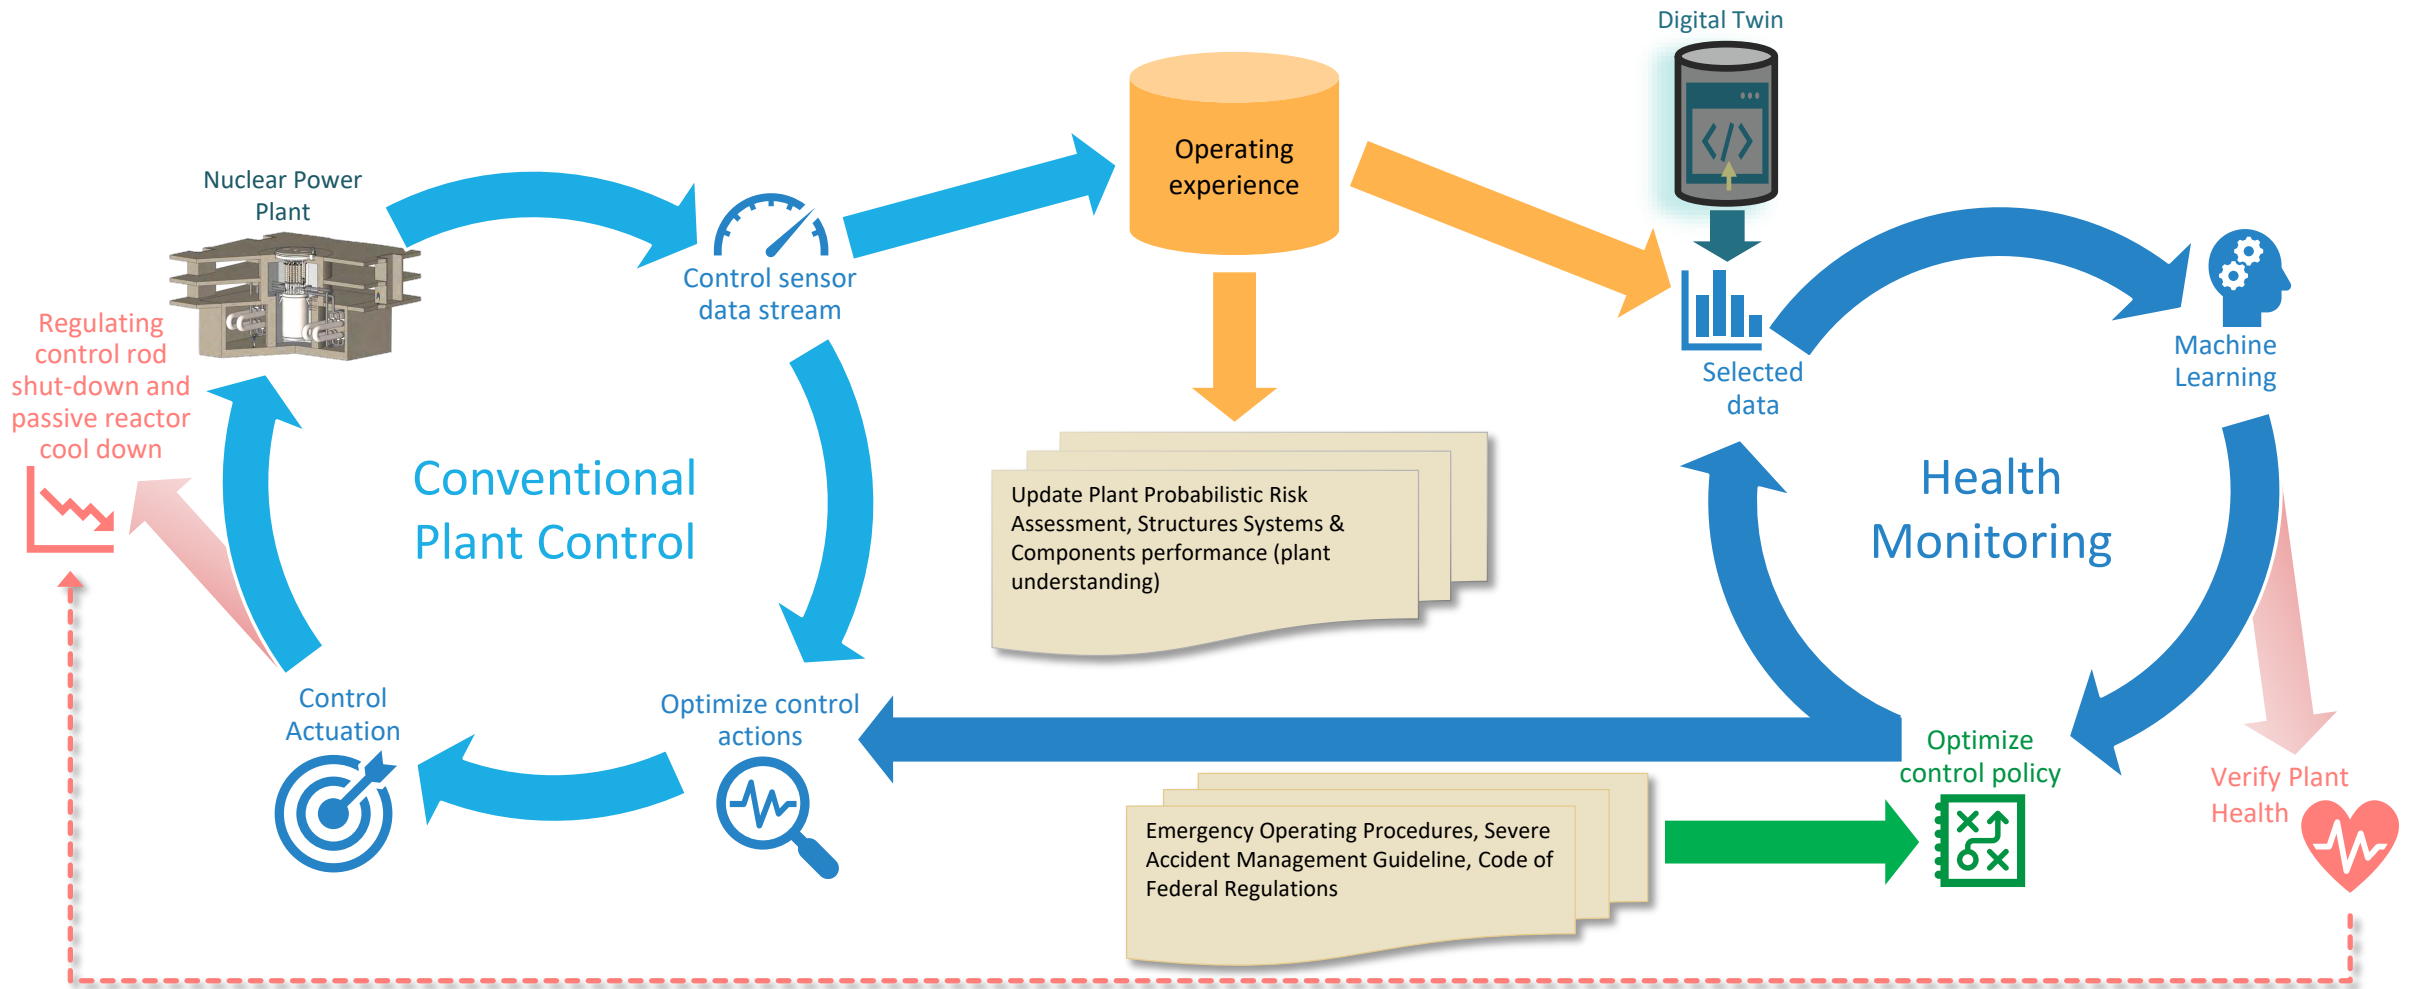 Digital Twin
Nuclear Power
Plant
Operating
experience
Control sensor
data stream
Regulating
control rod
shut-down and
passive reactor
cool down
Selected
data
Machine
Learning
Conventional
Plant Control
Update Plant Probabilistic Risk
Assessment, Structures Systems &
Components performance (plant
understanding)
Health
Monitoring
Control
Actuation
Optimize control
actions
Optimize
control policy
Verify Plant
Health
Emergency Operating Procedures, Severe
Accident Management Guideline, Code of
Federal Regulations